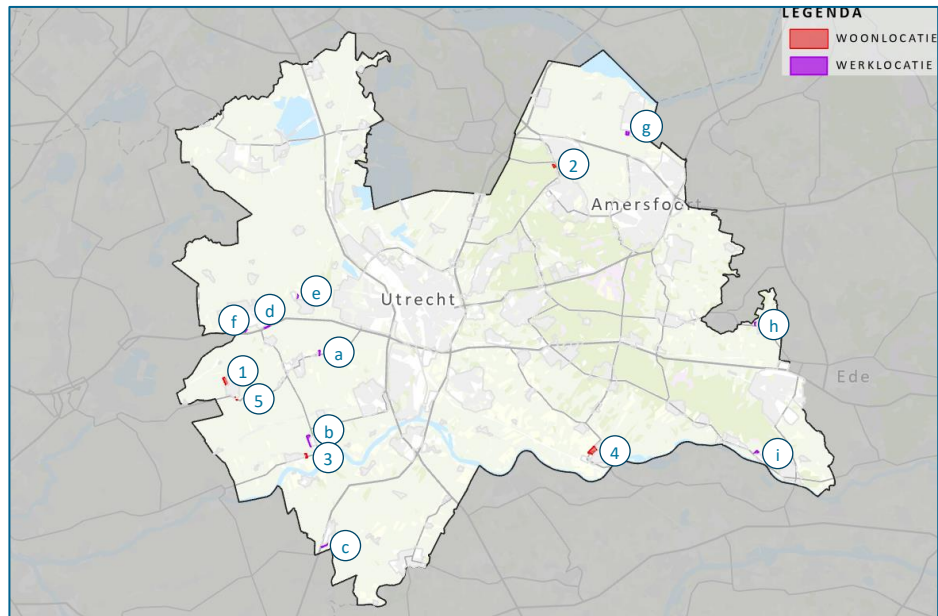 LEGENDA
WOONLOCATIE
WERKLOCATIE
g
2
Amersfoort
e
Utrecht
d
f
h
a
1
Ede
5
b
3
4
i
c